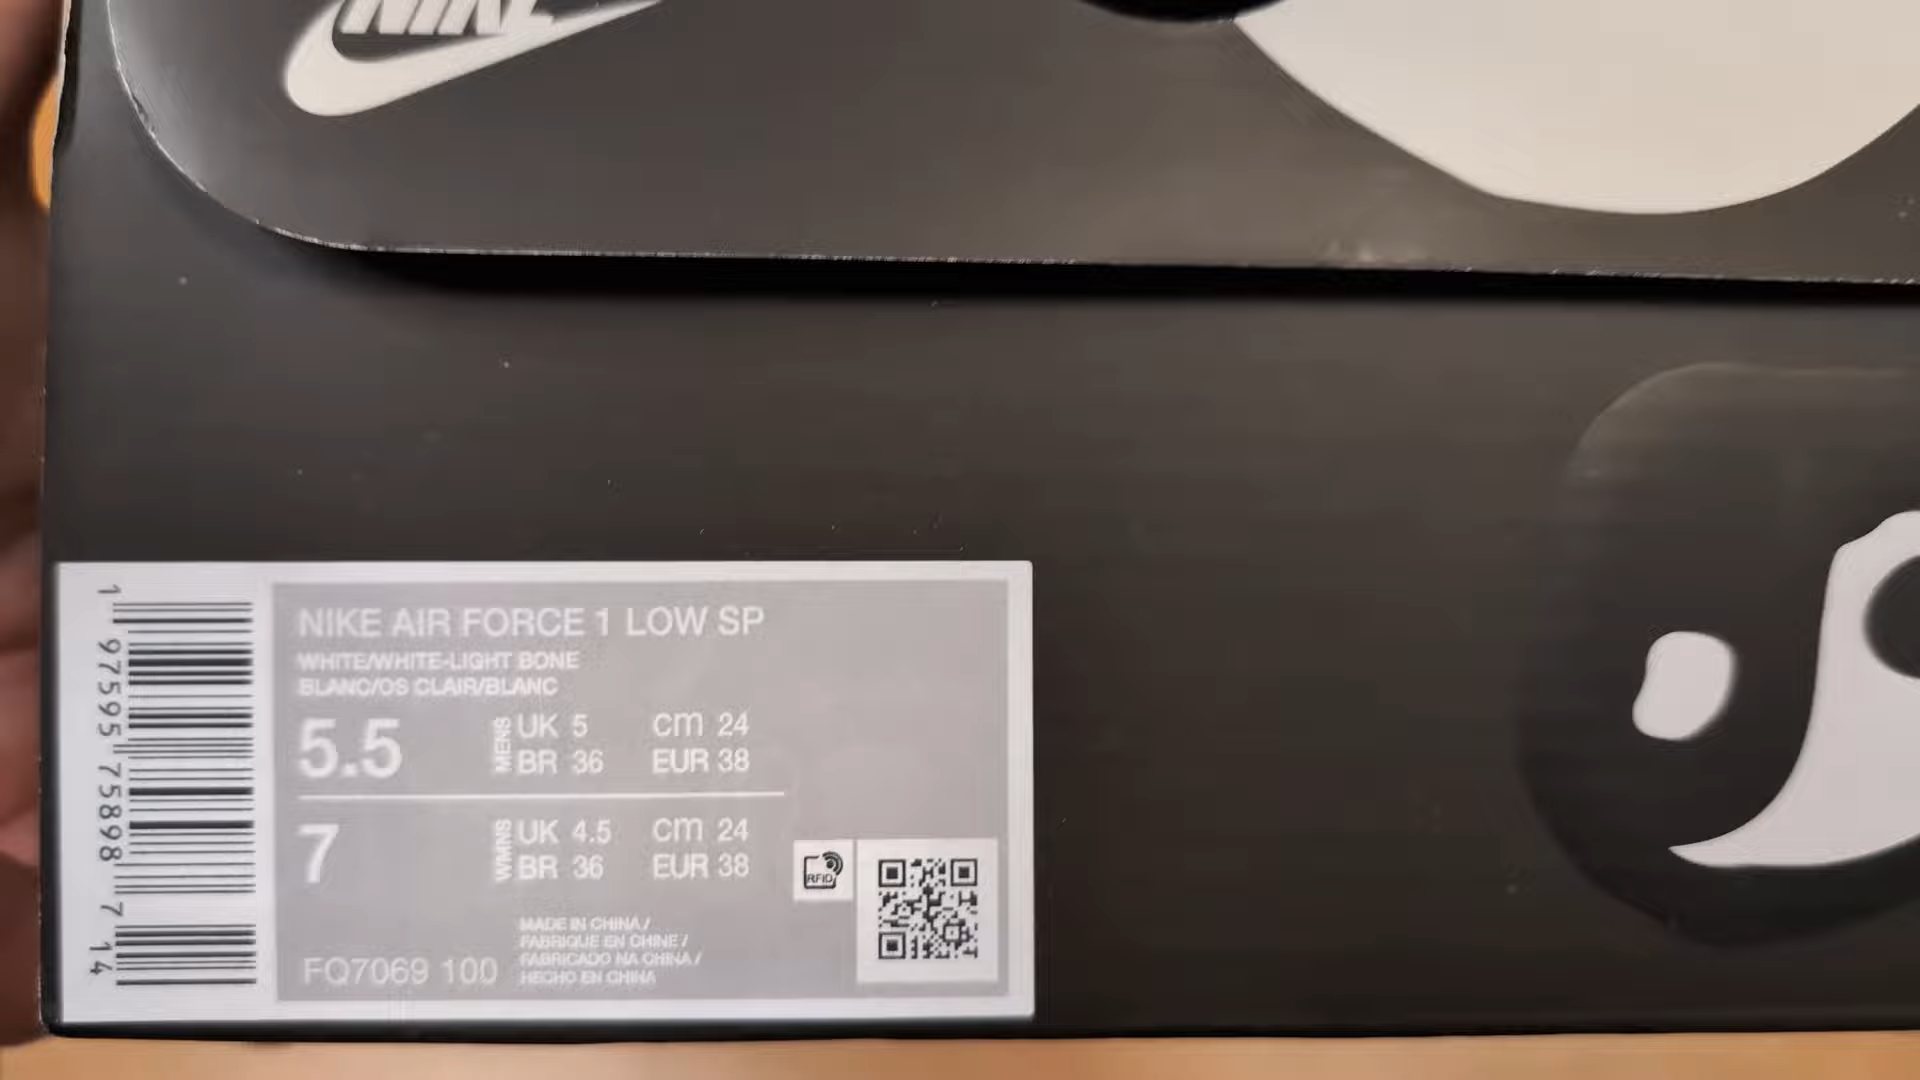 NIKE
NIKE AIR FORCE 1 LOW SP
WHITE/WHITE-LIGHT BONE
BLANC/OS CLAIR/BLANC
5.5 MENS UK 5 cm 24
BR 36 EUR 38
7 WMNS UK 4.5 cm 24
BR 36 EUR 38
RFID
MADE IN CHINA /
FABRIQUE EN CHINE /
FABRICADO NA CHINA /
HECHO EN CHINA
FQ7069 100
1 97595 75898 7 14